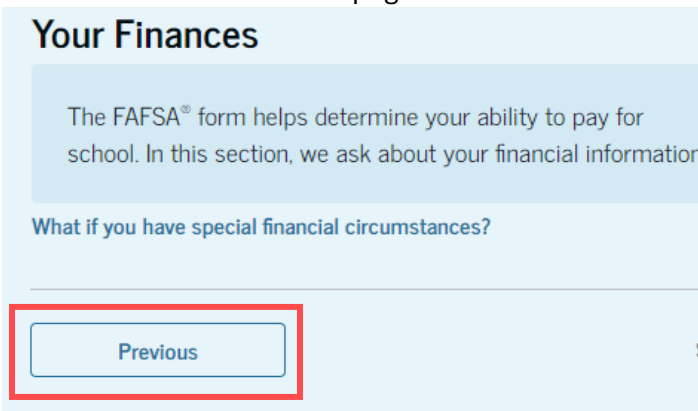 Your Finances
The FAFSA® form helps determine your ability to pay for
school. In this section, we ask about your financial information
What if you have special financial circumstances?
Previous